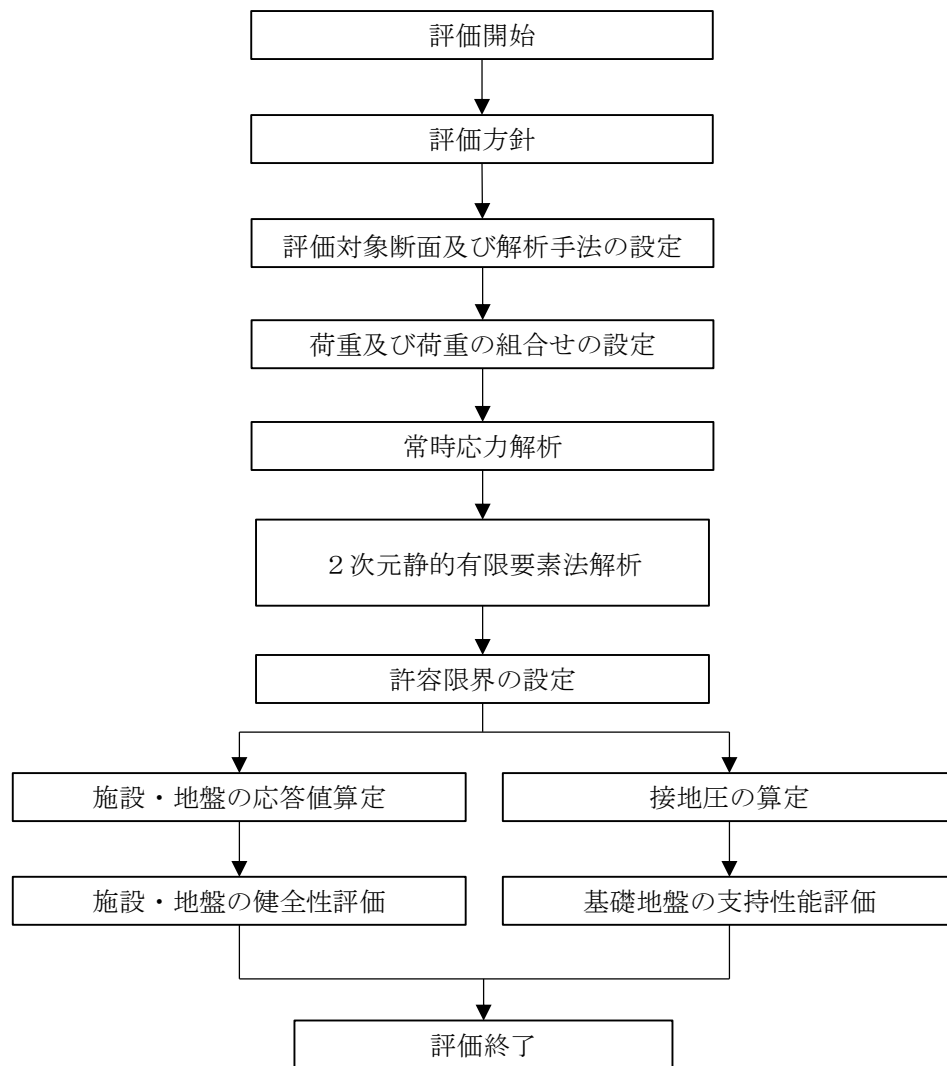 評価開始
評価方針
評価対象断面及び解析手法の設定
荷重及び荷重の組合せの設定
常時応力解析
２次元静的有限要素法解析
許容限界の設定
施設・地盤の応答値算定
接地圧の算定
施設・地盤の健全性評価
基礎地盤の支持性能評価
評価終了